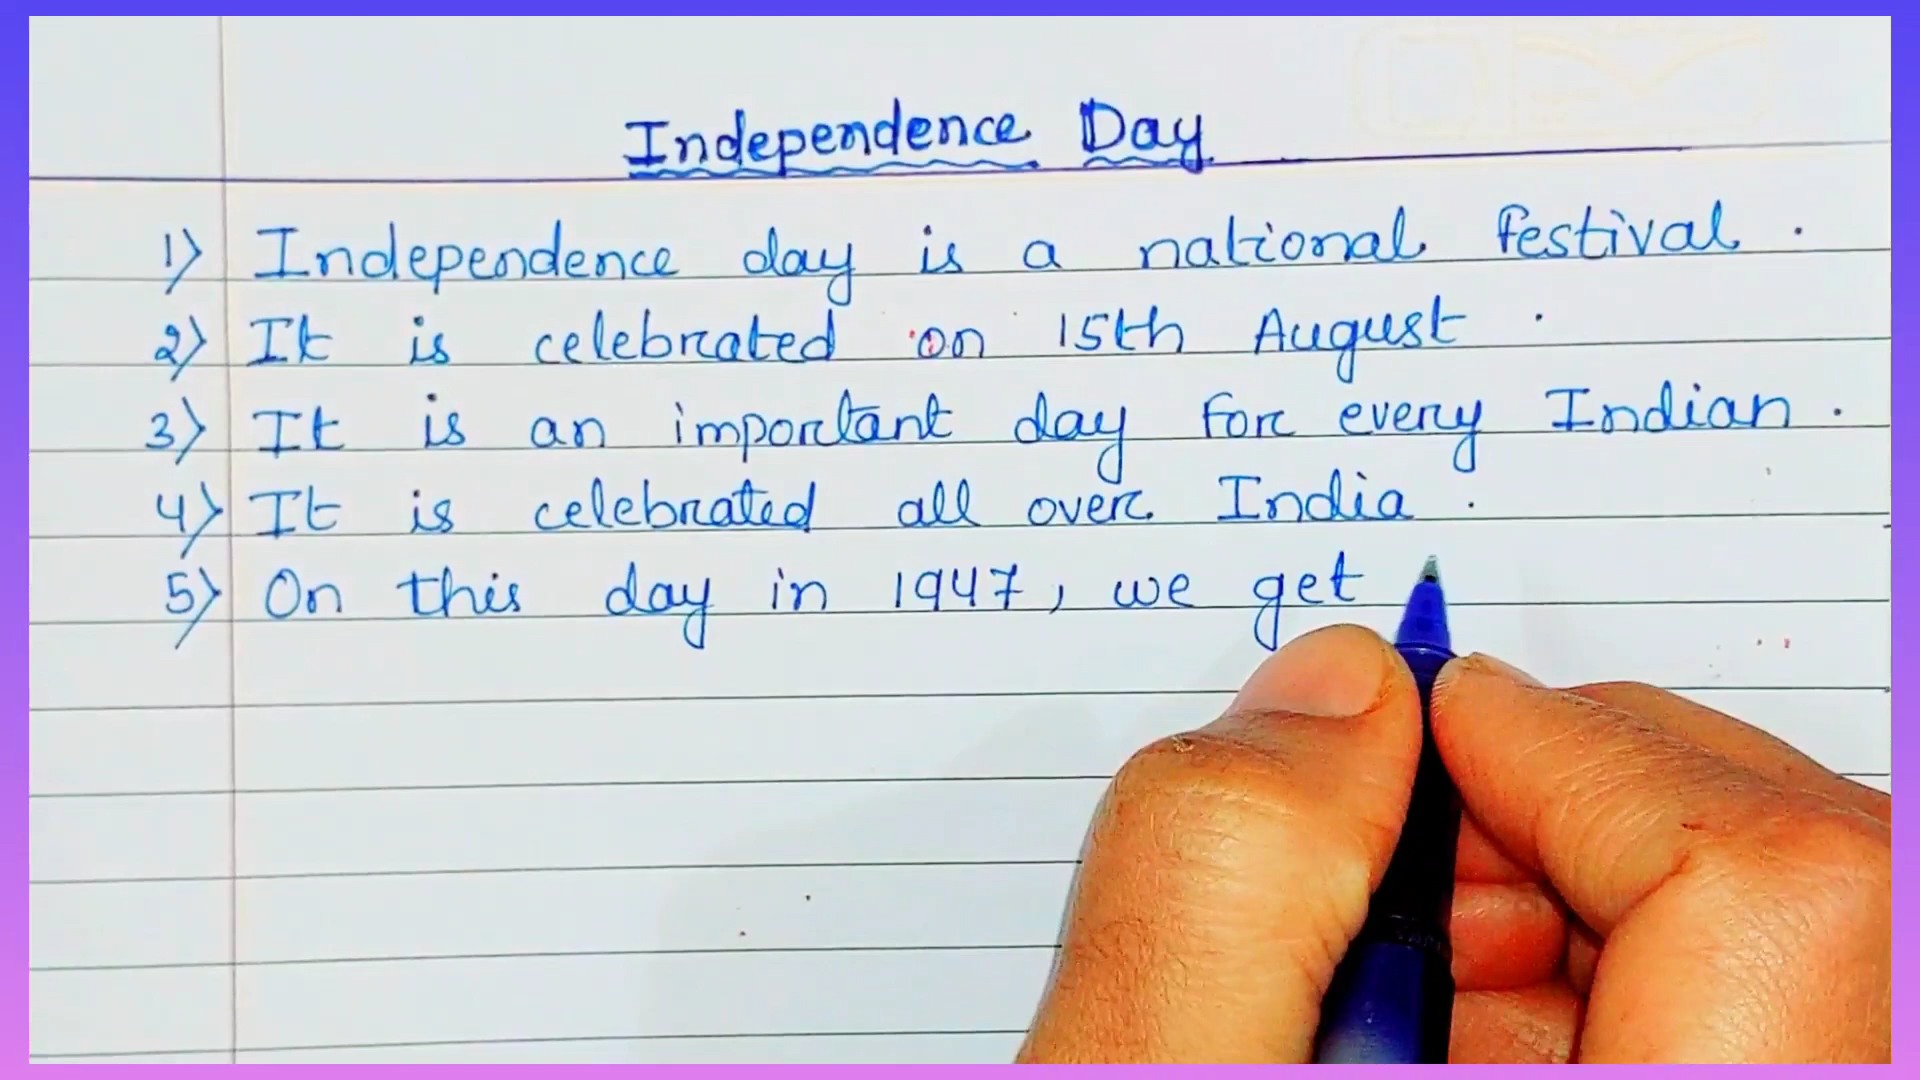 Independence Day
1) Independence day is a national festival.
2) It is celebrated on 15th August.
3) It is an important day for every Indian.
4) It is celebrated all over India.
5) On this day in 1947, we get